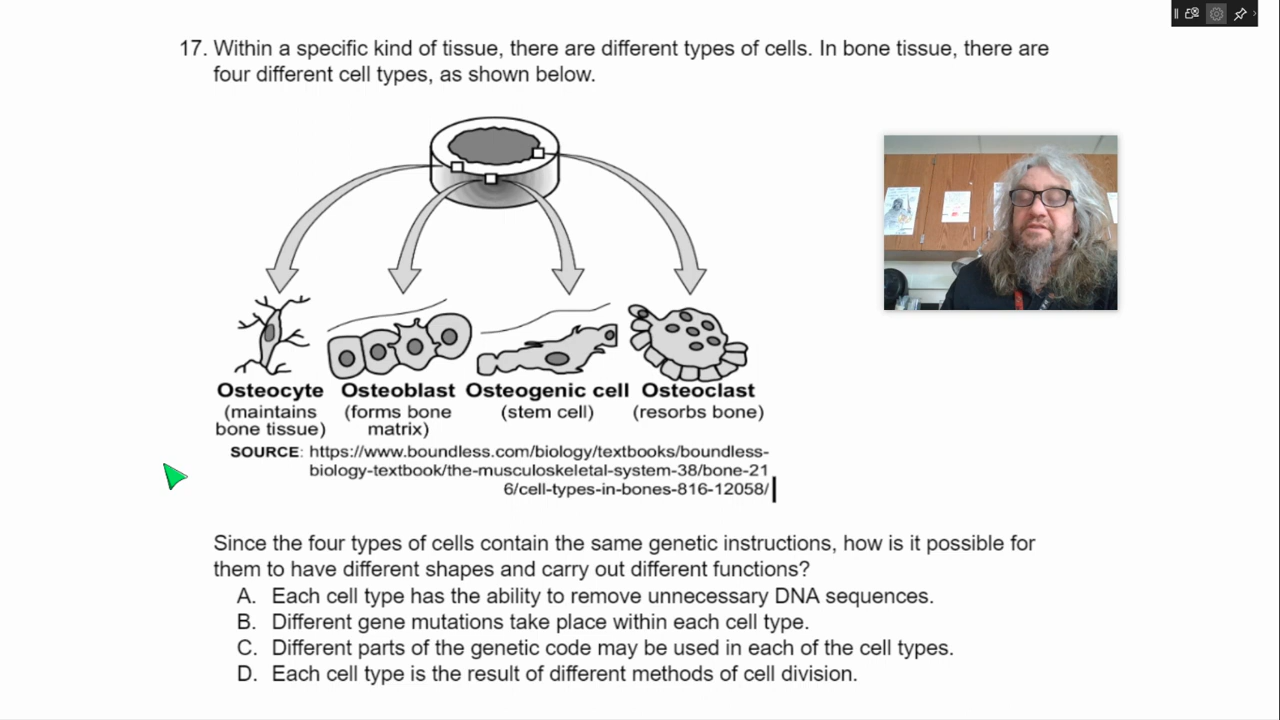 17. Within a specific kind of tissue, there are different types of cells. In bone tissue, there are
four different cell types, as shown below.
Osteocyte Osteoblast Osteogenic cell Osteoclast
(maintains (forms bone (stem cell) (resorbs bone)
bone tissue) matrix)
SOURCE: https://www.boundless.com/biology/textbooks/boundless-
biology-textbook/the-musculoskeletal-system-38/bone-21
6/cell-types-in-bones-816-12058/
Since the four types of cells contain the same genetic instructions, how is it possible for
them to have different shapes and carry out different functions?
A. Each cell type has the ability to remove unnecessary DNA sequences.
B. Different gene mutations take place within each cell type.
C. Different parts of the genetic code may be used in each of the cell types.
D. Each cell type is the result of different methods of cell division.